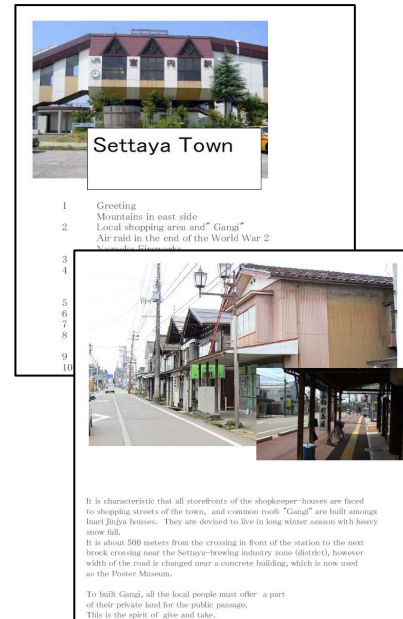 宮内駅
Settaya Town
1 Greeting
Mountains in east side
2 Local shopping area and" Gangi"
Air raid in the end of the World War 2
Nagaoka Fireworks
3
4
5
6
7
8
9
10
It is characteristic that all storefronts of the shopkeeper-houses are faced
to shopping streets of the town, and common roofs "Gangi" are built amongx
Inari Jinjya houses. They are devised to live in long winter season with heavy
snow fall.
It is about 500 meters from the crossing in front of the station to the next
brock crossing near the Settaya-brewing industry zone (district), however
width of the road is changed near a concrete building, which is now used
as the Poster Museum.
To built Gangi, all the local people must offer a part
of their private land for the public passage.
This is the spirit of give and take.